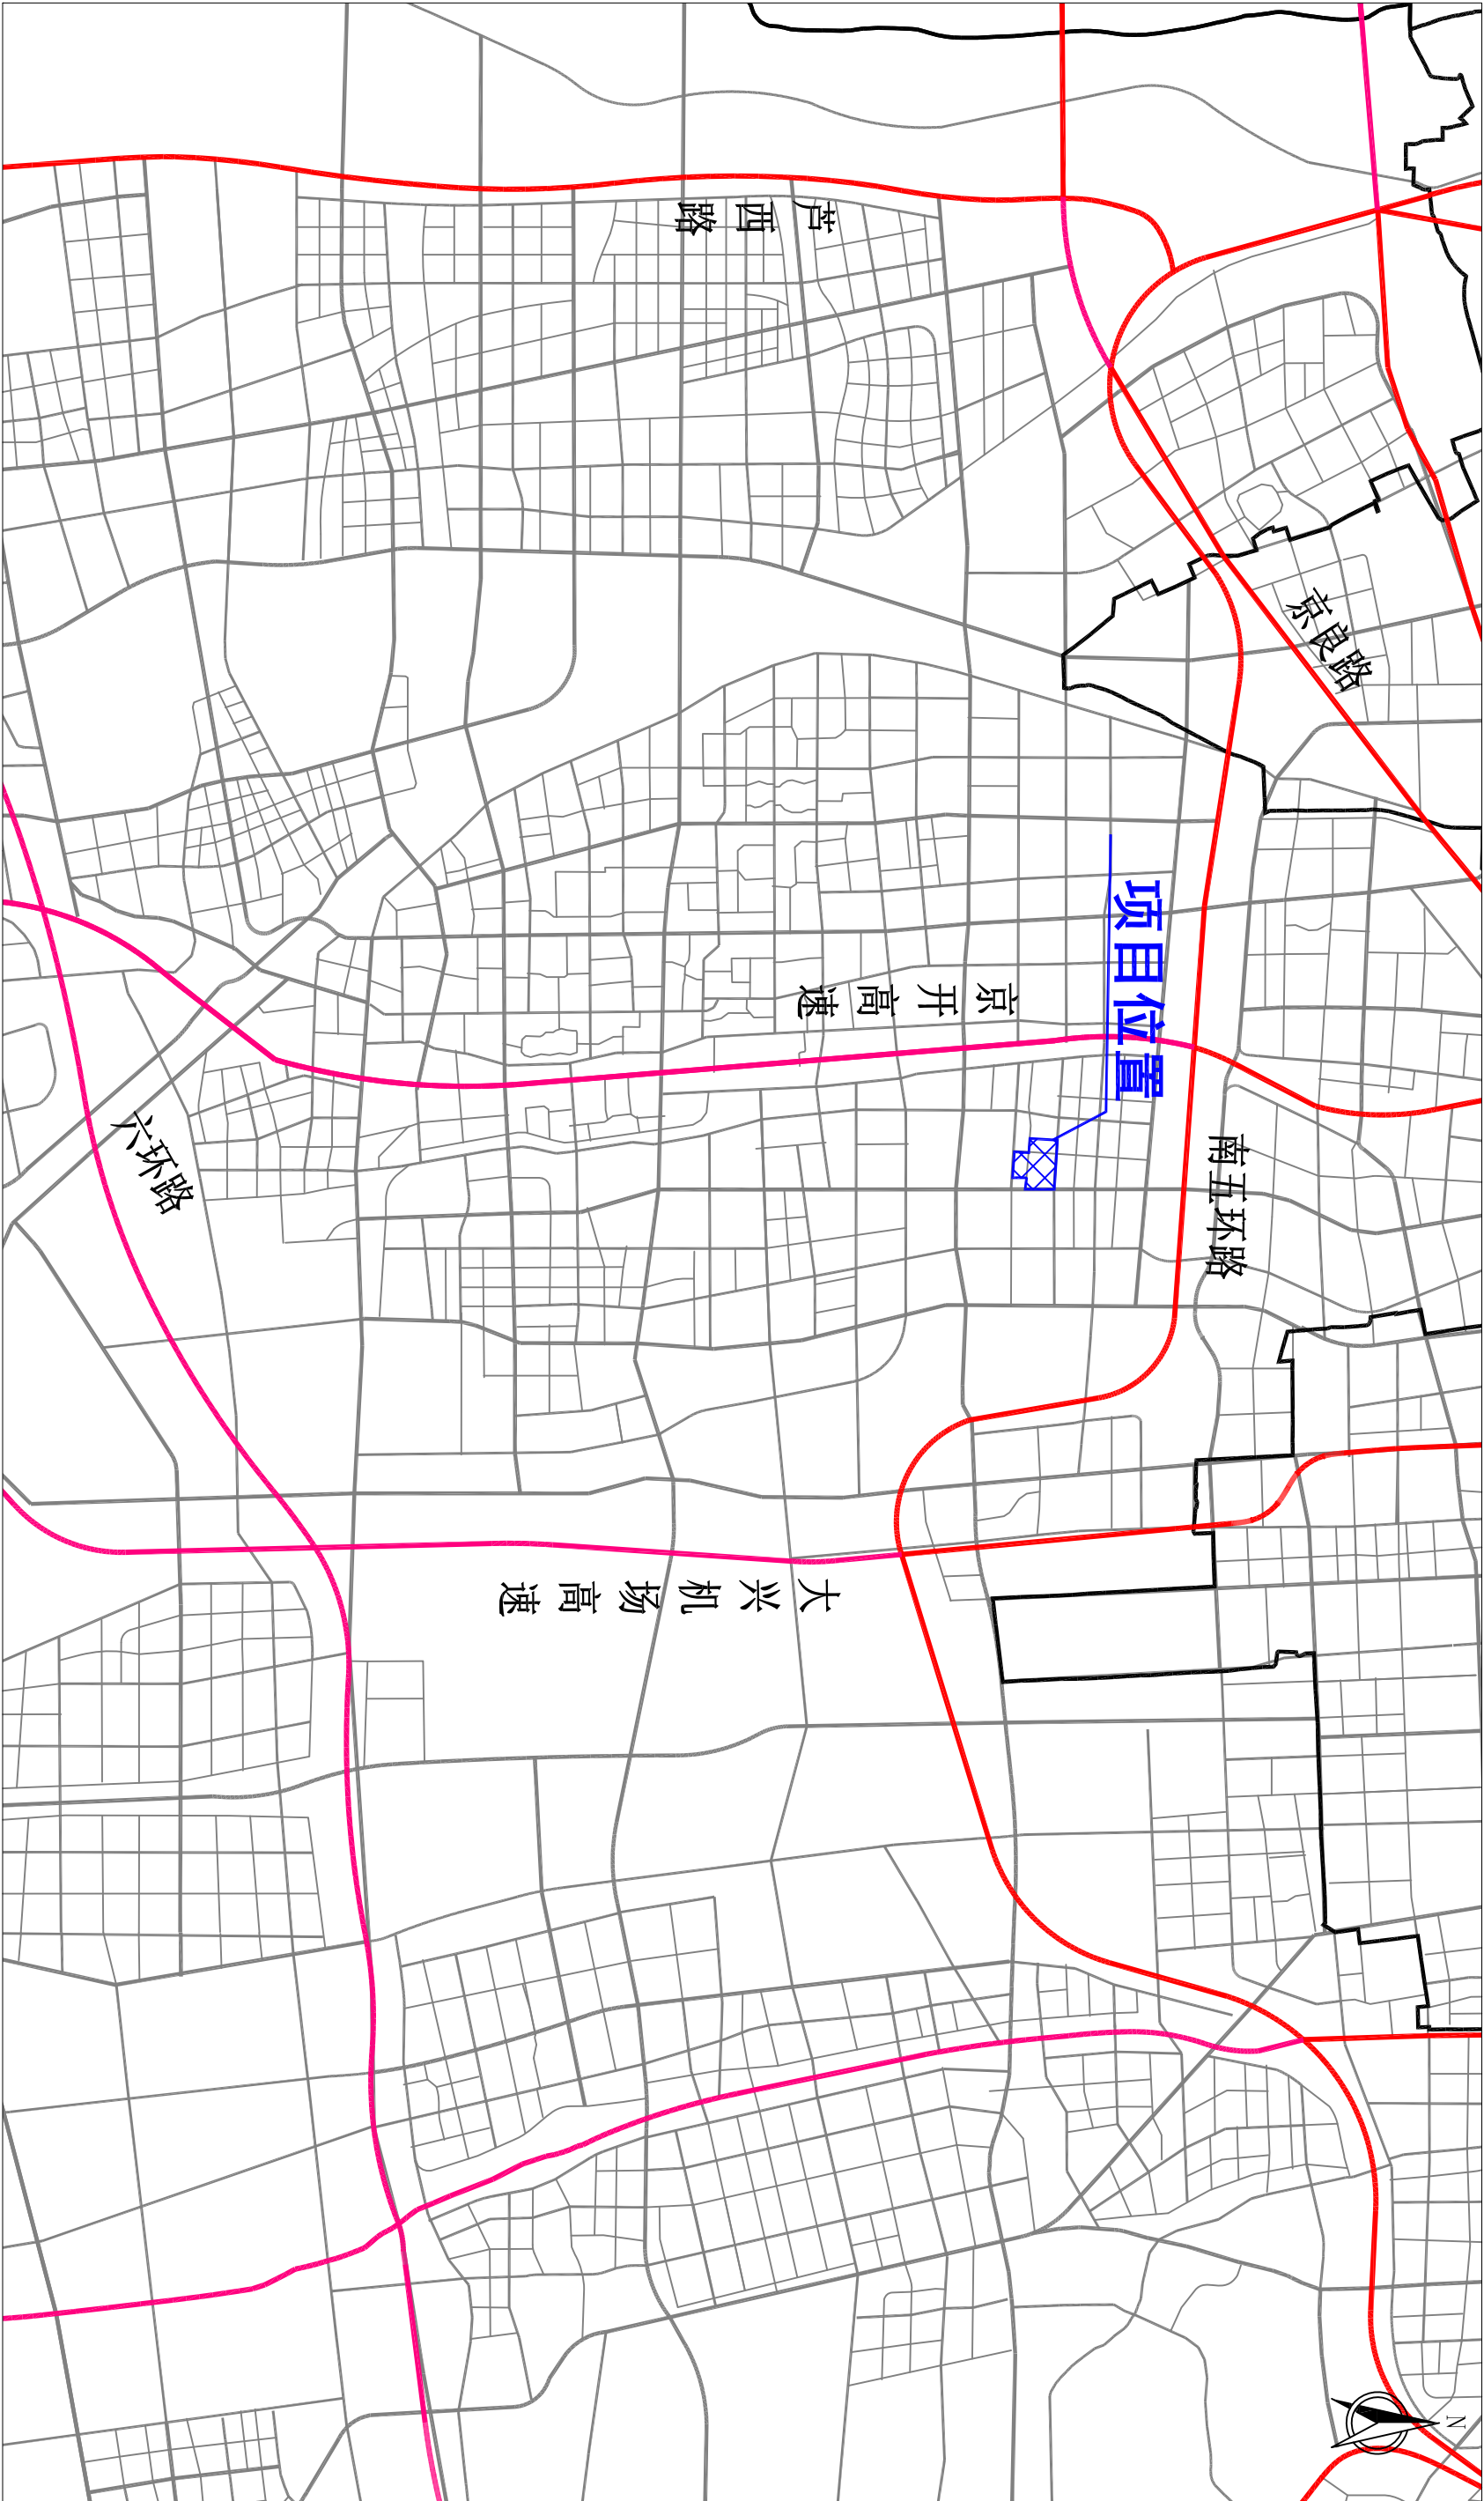 N
京良路
南五环路
项目位置
京开高速
芦西路
大兴机场高速
六环路